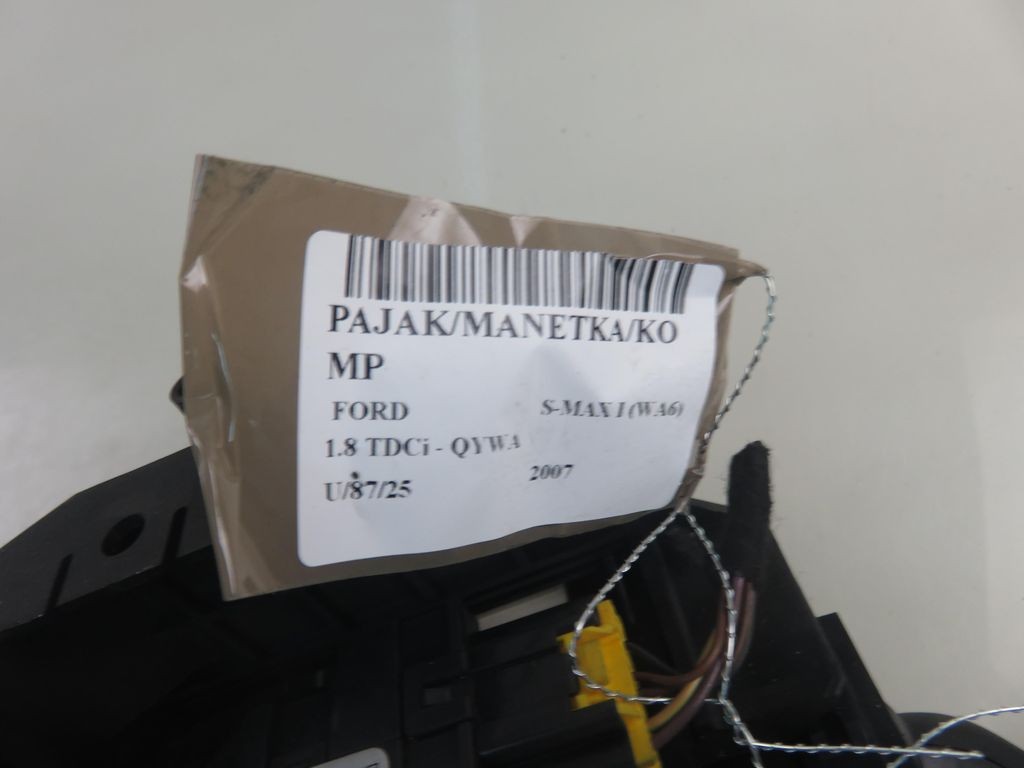 PAJAK/MANETKA/KO
MP
FORD S-MAX I (WA6)
1.8 TDCi - QYWA
U/87/25 2007